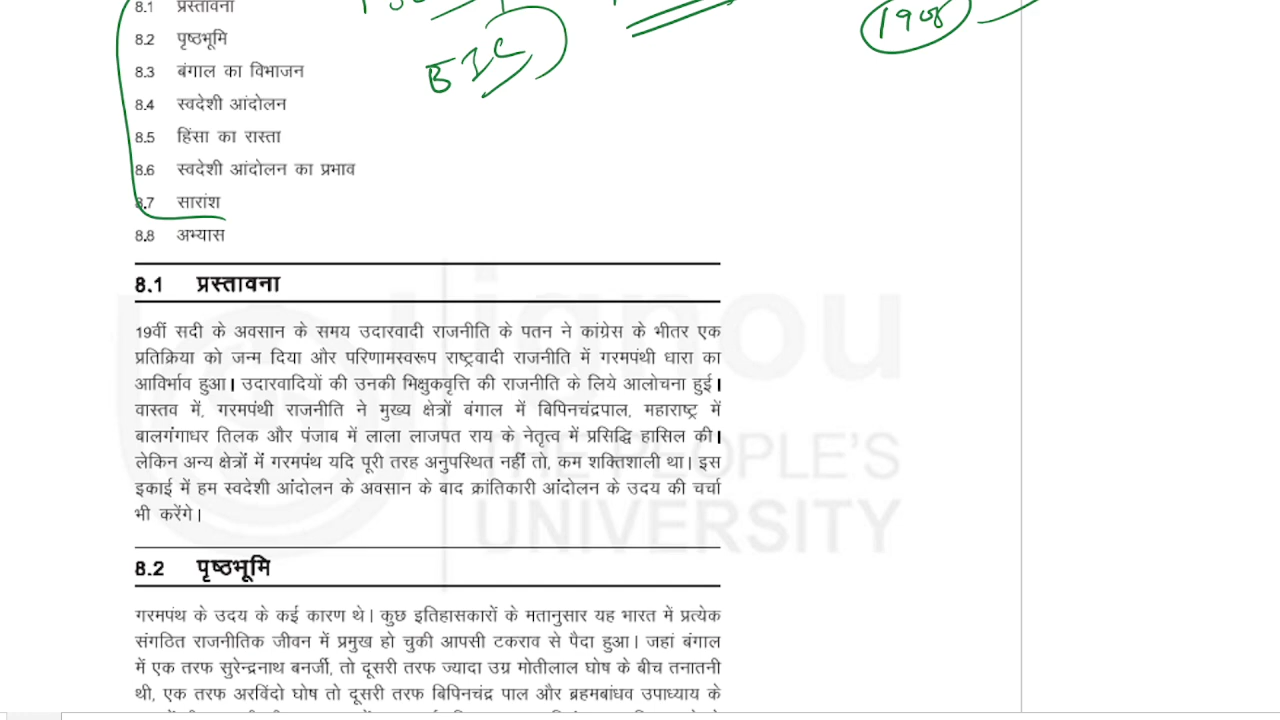 8.1 प्रस्तावना
8.2 पृष्ठभूमि
8.3 बंगाल का विभाजन
8.4 स्वदेशी आंदोलन
8.5 हिंसा का रास्ता
8.6 स्वदेशी आंदोलन का प्रभाव
8.7 सारांश
8.8 अभ्यास
8.1 प्रस्तावना
19वीं सदी के अवसान के समय उदारवादी राजनीति के पतन ने कांग्रेस के भीतर एक
प्रतिक्रिया को जन्म दिया और परिणामस्वरूप राष्ट्रवादी राजनीति में गरमपंथी धारा का
आविर्भाव हुआ। उदारवादियों की उनकी भिक्षुकवृत्ति की राजनीति के लिये आलोचना हुई।
वास्तव में, गरमपंथी राजनीति ने मुख्य क्षेत्रों बंगाल में बिपिनचंद्रपाल, महाराष्ट्र में
बालगंगाधर तिलक और पंजाब में लाला लाजपत राय के नेतृत्व में प्रसिद्धि हासिल की।
लेकिन अन्य क्षेत्रों में गरमपंथ यदि पूरी तरह अनुपस्थित नहीं तो, कम शक्तिशाली था। इस
इकाई में हम स्वदेशी आंदोलन के अवसान के बाद क्रांतिकारी आंदोलन के उदय की चर्चा
भी करेंगे।
ignou
THE PEOPLE'S
UNIVERSITY
8.2 पृष्ठभूमि
गरमपंथ के उदय के कई कारण थे। कुछ इतिहासकारों के मतानुसार यह भारत में प्रत्येक
संगठित राजनीतिक जीवन में प्रमुख हो चुकी आपसी टकराव से पैदा हुआ। जहां बंगाल
में एक तरफ सुरेन्द्रनाथ बनर्जी, तो दूसरी तरफ ज्यादा उग्र मोतीलाल घोष के बीच तनातनी
थी, एक तरफ अरविंदो घोष तो दूसरी तरफ बिपिनचंद्र पाल और ब्रहमबांधव उपाध्याय के